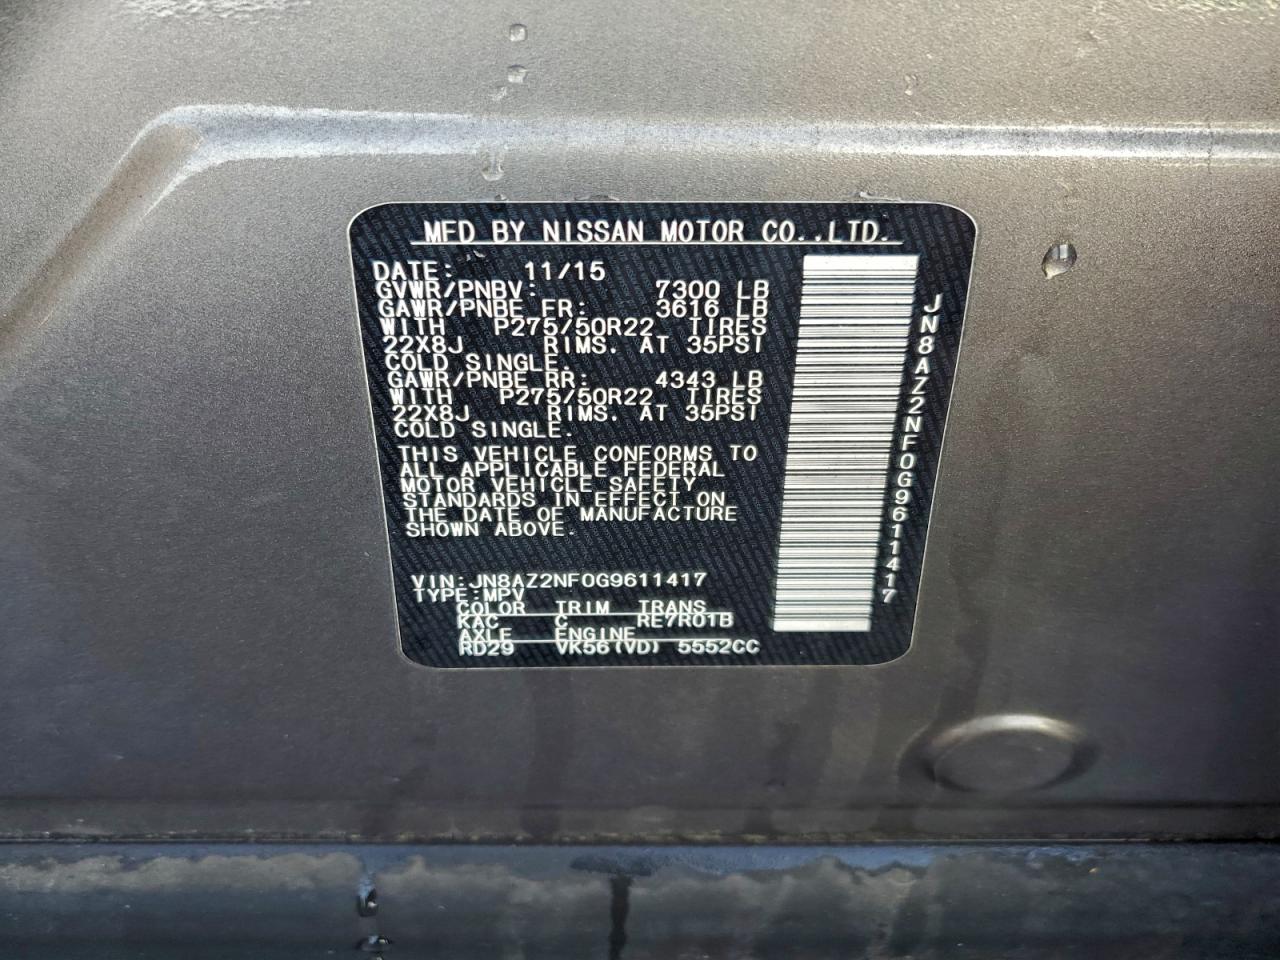 MFD BY NISSAN MOTOR CO.,LTD.
DATE: 11/15
GVWR/PNBV: 7300 LB
GAWR/PNBE FR: 3616 LB
WITH P275/50R22 TIRES
22X8J RIMS. AT 35PSI
COLD SINGLE.
GAWR/PNBE RR: 4343 LB
WITH P275/50R22 TIRES
22X8J RIMS. AT 35PSI
COLD SINGLE.
THIS VEHICLE CONFORMS TO
ALL APPLICABLE FEDERAL
MOTOR VEHICLE SAFETY
STANDARDS IN EFFECT ON
THE DATE OF MANUFACTURE
SHOWN ABOVE.
VIN:JN8AZ2NF0G9611417
TYPE:MPV
COLOR TRIM TRANS
KAC C RE7R01B
AXLE ENGINE
RD29 VK56(VD) 5552CC
JN8AZ2NF0G9611417